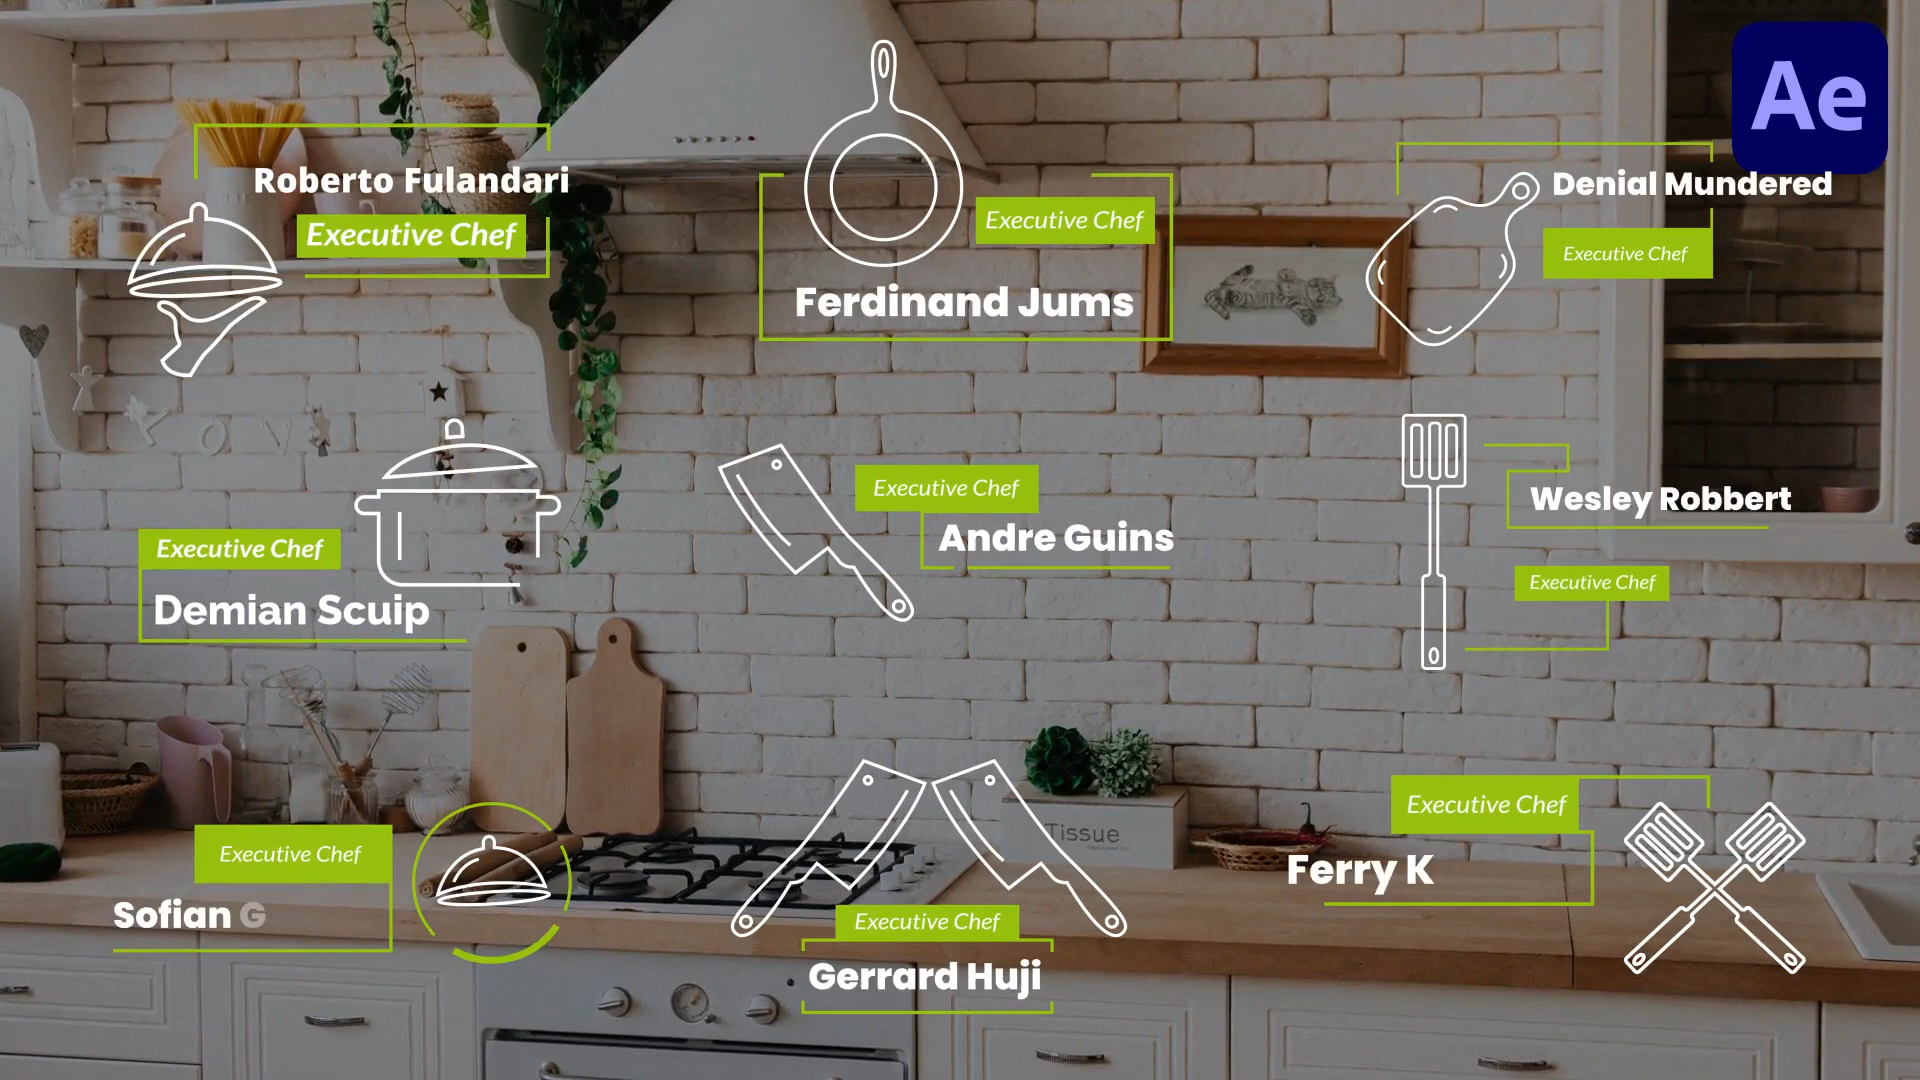 Ae
Roberto Fulandari
Executive Chef
Executive Chef
Ferdinand Jums
Denial Mundered
Executive Chef
Executive Chef
Demian Scuip
Executive Chef
Andre Guins
Wesley Robbert
Executive Chef
Executive Chef
Sofian G
Tissue
Executive Chef
Gerrard Huji
Executive Chef
Ferry K